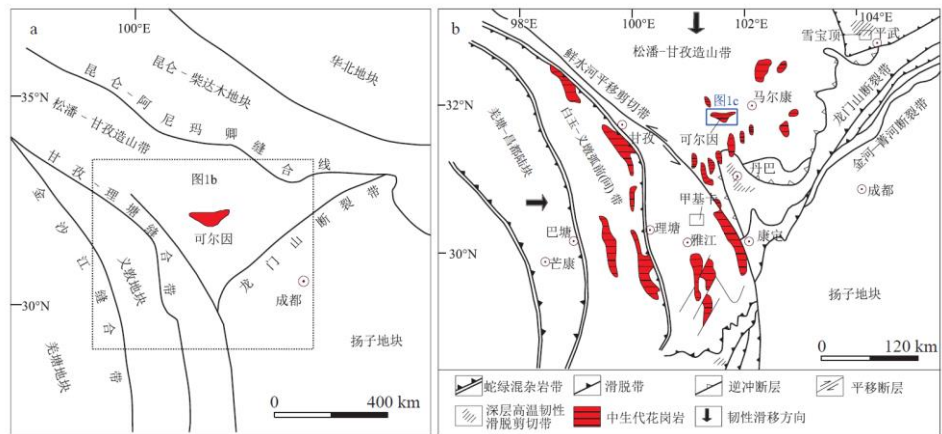 a
100°E
35°N
30°N
华北地块
昆仑-柴达木地块
昆仑-阿尼玛卿缝合线
松潘-甘孜造山带
甘孜-理塘缝合带
金沙江缝合带
图1b
可尔因
义敦地块
龙门山断裂带
成都
羌塘地块
扬子地块
0 400 km
b
98°E
100°E
102°E
104°E
32°N
30°N
松潘-甘孜造山带
雪宝顶
平武
鲜水河平移剪切带
图1c
马尔康
龙门山断裂带
金河-箐河断裂带
羌塘-昌都陆块
白玉-义墩弧前(间)带
甘孜
可尔因
丹巴
成都
甲基卡
巴塘
理塘
雅江
康定
芒康
扬子地块
0 120 km
蛇绿混杂岩带
滑脱带
逆冲断层
平移断层
深层高温韧性
滑脱剪切带
中生代花岗岩
韧性滑移方向